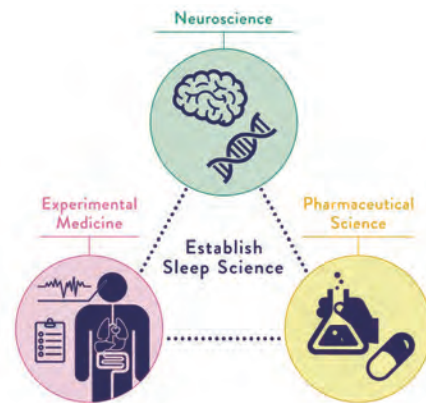 Neuroscience
Experimental
Medicine
Pharmaceutical
Science
Establish
Sleep Science